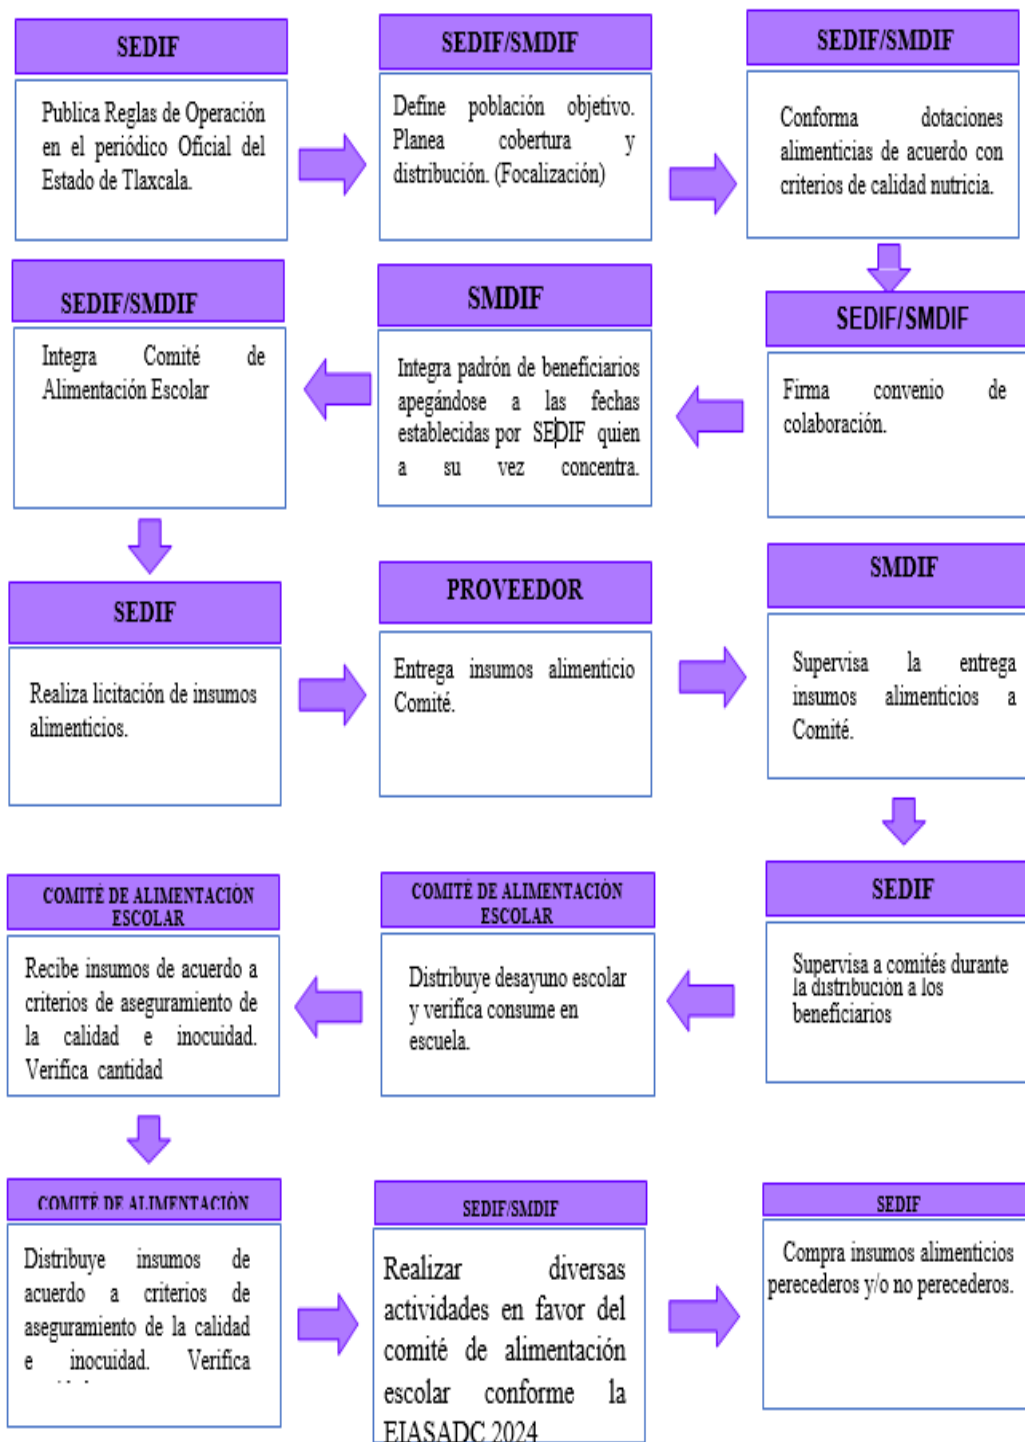 SEDIF
Publica Reglas de Operación
en el periódico Oficial del
Estado de Tlaxcala.
SEDIF/SMDIF
Define población objetivo.
Planea cobertura y
distribución. (Focalización)
SEDIF/SMDIF
Conforma dotaciones
alimenticias de acuerdo con
criterios de calidad nutricia.
SEDIF/SMDIF
Firma convenio de
colaboración.
SMDIF
Integra padrón de beneficiarios
apegándose a las fechas
establecidas por SEDIF quien
a su vez concentra.
SEDIF/SMDIF
Integra Comité de
Alimentación Escolar
SEDIF
Realiza licitación de insumos
alimenticios.
PROVEEDOR
Entrega insumos alimenticio
Comité.
SMDIF
Supervisa la entrega
insumos alimenticios a
Comité.
SEDIF
Supervisa a comités durante
la distribución a los
beneficiarios
COMITÉ DE ALIMENTACIÓN
ESCOLAR
Distribuye desayuno escolar
y verifica consume en
escuela.
COMITÉ DE ALIMENTACIÓN
ESCOLAR
Recibe insumos de acuerdo a
criterios de aseguramiento de
la calidad e inocuidad.
Verifica cantidad
COMITÉ DE ALIMENTACIÓN
Distribuye insumos de
acuerdo a criterios de
aseguramiento de la calidad
e inocuidad. Verifica
SEDIF/SMDIF
Realizar diversas
actividades en favor del
comité de alimentación
escolar conforme la
EIASADC 2024
SEDIF
Compra insumos alimenticios
perecederos y/o no perecederos.